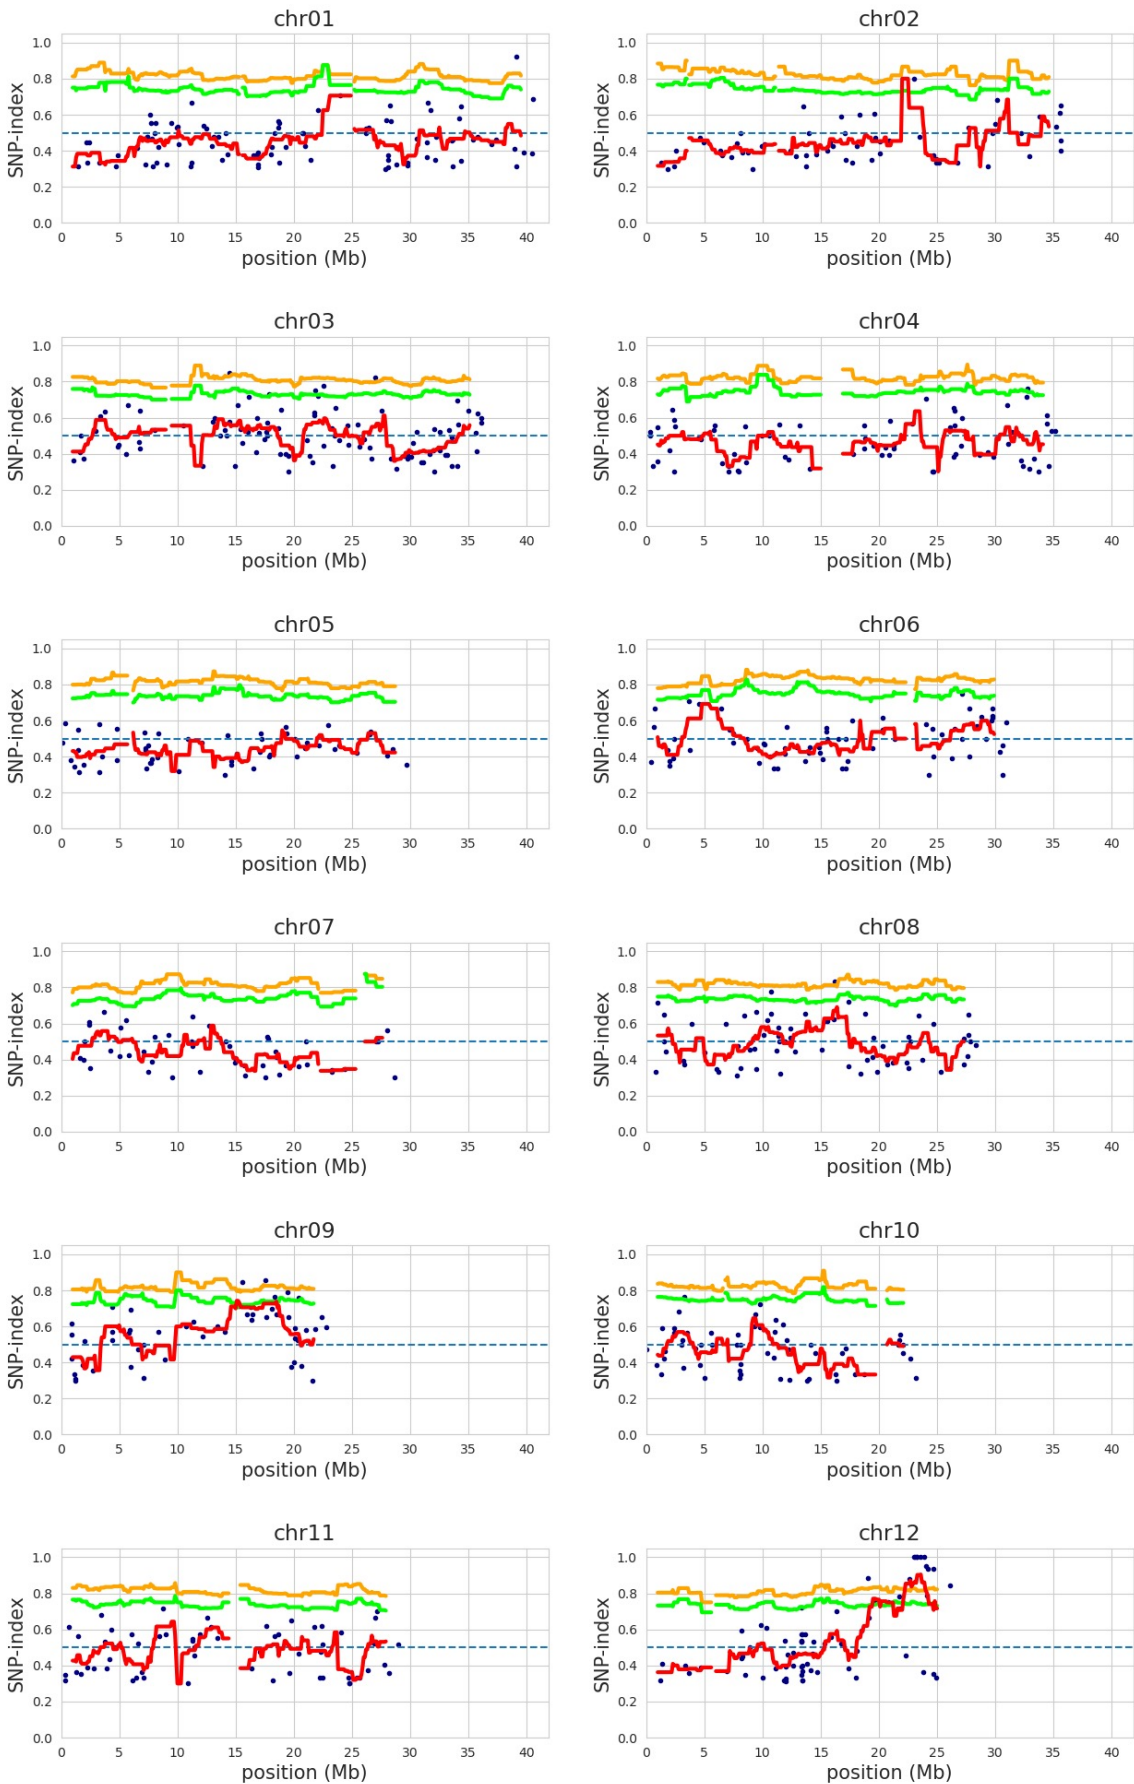 chr01 chr02
1.0 1.0
0.8 0.8
0.6 0.6
0.4 0.4
0.2 0.2
0.0 0.0
SNP-index SNP-index
0 5 10 15 20 25 30 35 40 0 5 10 15 20 25 30 35 40
position (Mb) position (Mb)
chr03 chr04
1.0 1.0
0.8 0.8
0.6 0.6
0.4 0.4
0.2 0.2
0.0 0.0
SNP-index SNP-index
0 5 10 15 20 25 30 35 40 0 5 10 15 20 25 30 35 40
position (Mb) position (Mb)
chr05 chr06
1.0 1.0
0.8 0.8
0.6 0.6
0.4 0.4
0.2 0.2
0.0 0.0
SNP-index SNP-index
0 5 10 15 20 25 30 35 40 0 5 10 15 20 25 30 35 40
position (Mb) position (Mb)
chr07 chr08
1.0 1.0
0.8 0.8
0.6 0.6
0.4 0.4
0.2 0.2
0.0 0.0
SNP-index SNP-index
0 5 10 15 20 25 30 35 40 0 5 10 15 20 25 30 35 40
position (Mb) position (Mb)
chr09 chr10
1.0 1.0
0.8 0.8
0.6 0.6
0.4 0.4
0.2 0.2
0.0 0.0
SNP-index SNP-index
0 5 10 15 20 25 30 35 40 0 5 10 15 20 25 30 35 40
position (Mb) position (Mb)
chr11 chr12
1.0 1.0
0.8 0.8
0.6 0.6
0.4 0.4
0.2 0.2
0.0 0.0
SNP-index SNP-index
0 5 10 15 20 25 30 35 40 0 5 10 15 20 25 30 35 40
position (Mb) position (Mb)